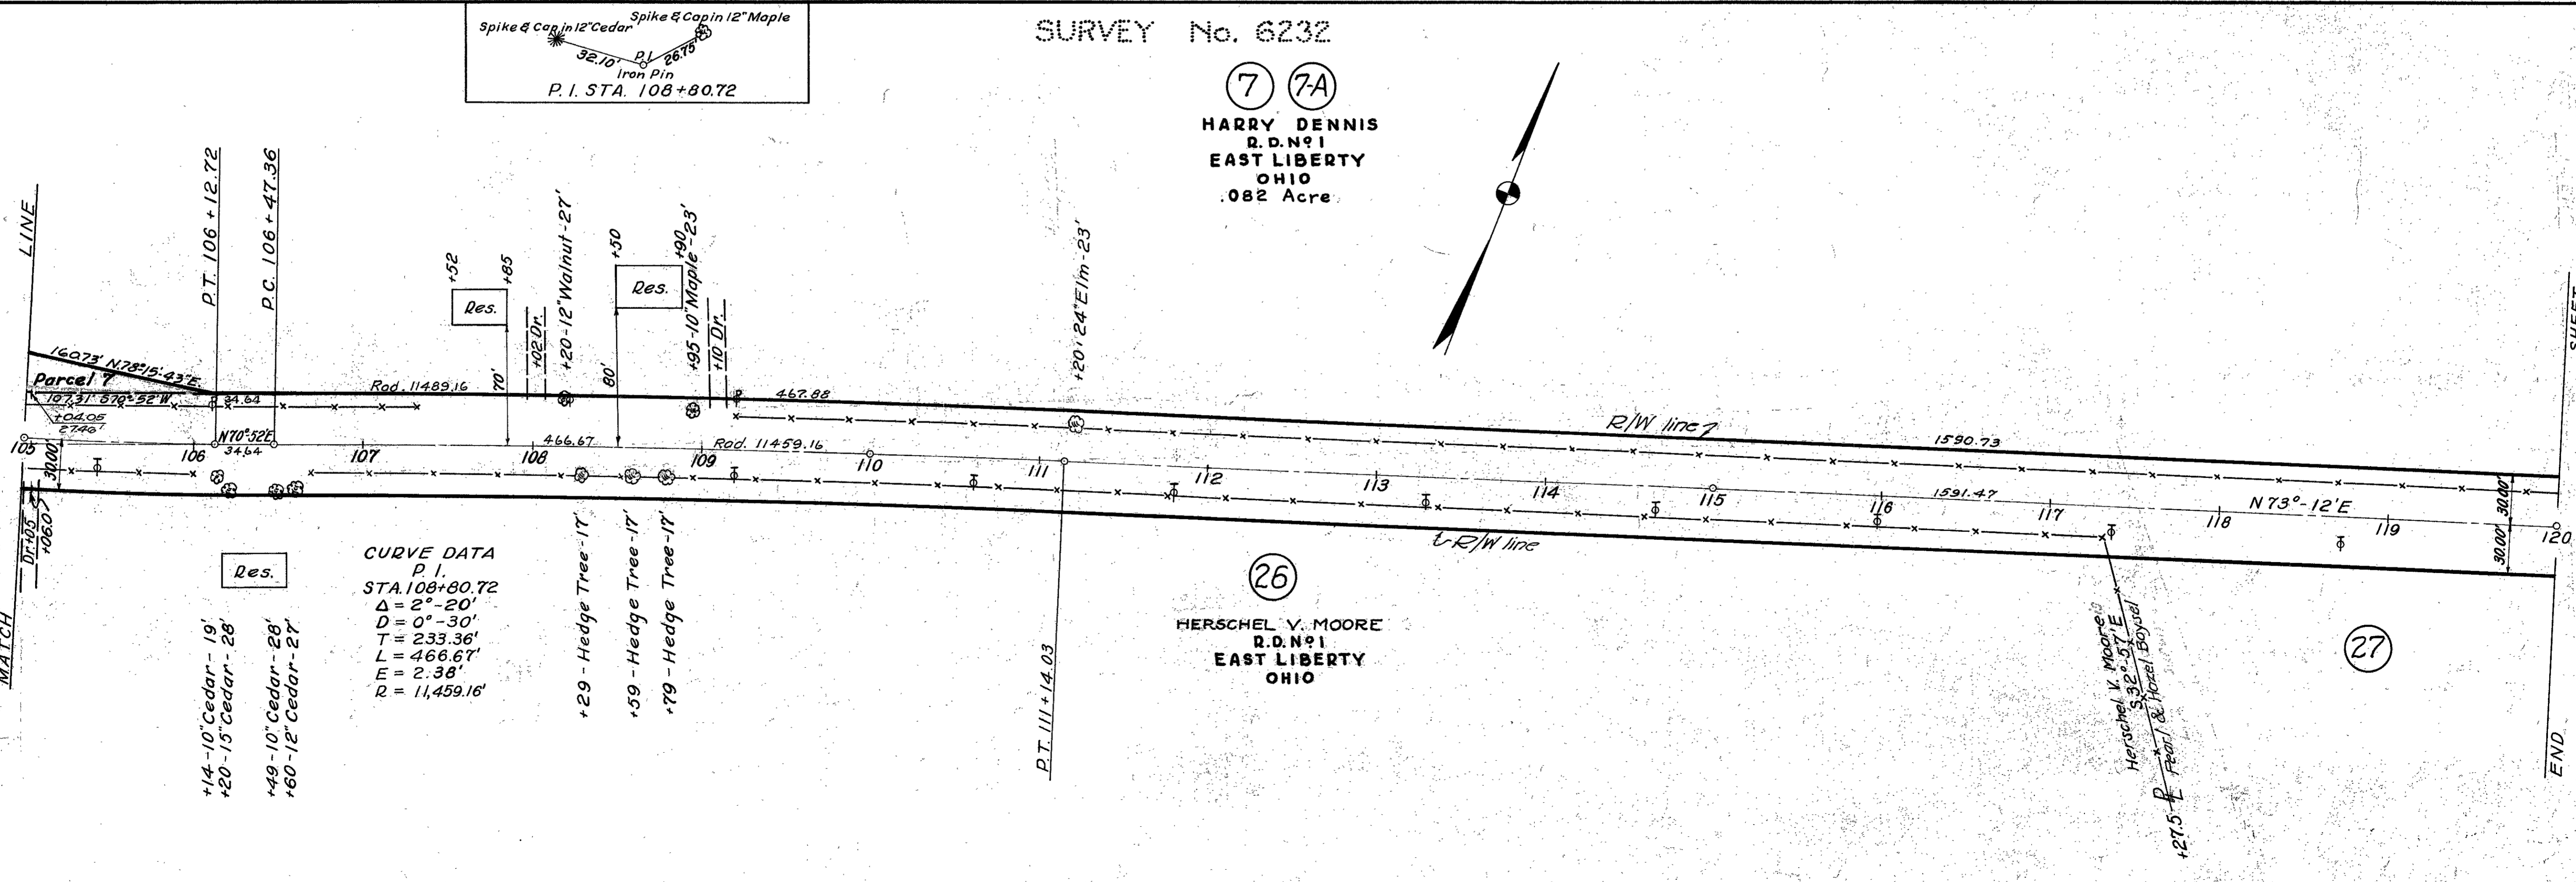 Spike & Cap in 12" Cedar
Spike & Cap in 12" Maple
32.10'
P.I.
26.75'
Iron Pin
P.I. STA. 108+80.72
SURVEY No. 6232
7
7-A
HARRY DENNIS
R.D. Nº 1
EAST LIBERTY
OHIO
.082 Acre
LINE
P.T. 106+12.72
P.C. 106+47.36
+52
+85
Res.
70'
+02 Dr.
+20-12" Walnut-27'
+50
+90
Res.
80'
+95-10" Maple-23'
+10 Dr.
+20-24" Elm-23'
SHEET
160.73' N.78°-15'-43"E.
Parcel 7
107.31' S70°-52'W
34.64
+04.05
27.46'
Rad. 11489.16
467.88
R/W line
1590.73
N70°-52'E
34.64
466.67
Rad. 11459.16
1591.47
N 73°-12'E
105
106
107
108
109
110
111
112
113
114
115
116
117
118
119
120
30.00'
30.00'
30.00'
Dr.+05
+06.07
MATCH
Res.
+14-10" Cedar-19'
+20-15" Cedar-28'
+49-10" Cedar-28'
+60-12" Cedar-27'
CURVE DATA
P.I.
STA. 108+80.72
Δ = 2°-20'
D = 0°-30'
T = 233.36'
L = 466.67'
E = 2.38'
R = 11,459.16'
+29-Hedge Tree-17'
+59-Hedge Tree-17'
+79-Hedge Tree-17'
P.T. 111+14.03
R/W line
26
HERSCHEL V. MOORE
R.D. Nº 1
EAST LIBERTY
OHIO
Herschel V. Moore
S.32°-57'E
Pearl & Hazel Baysel
+27.5 PL
27
END